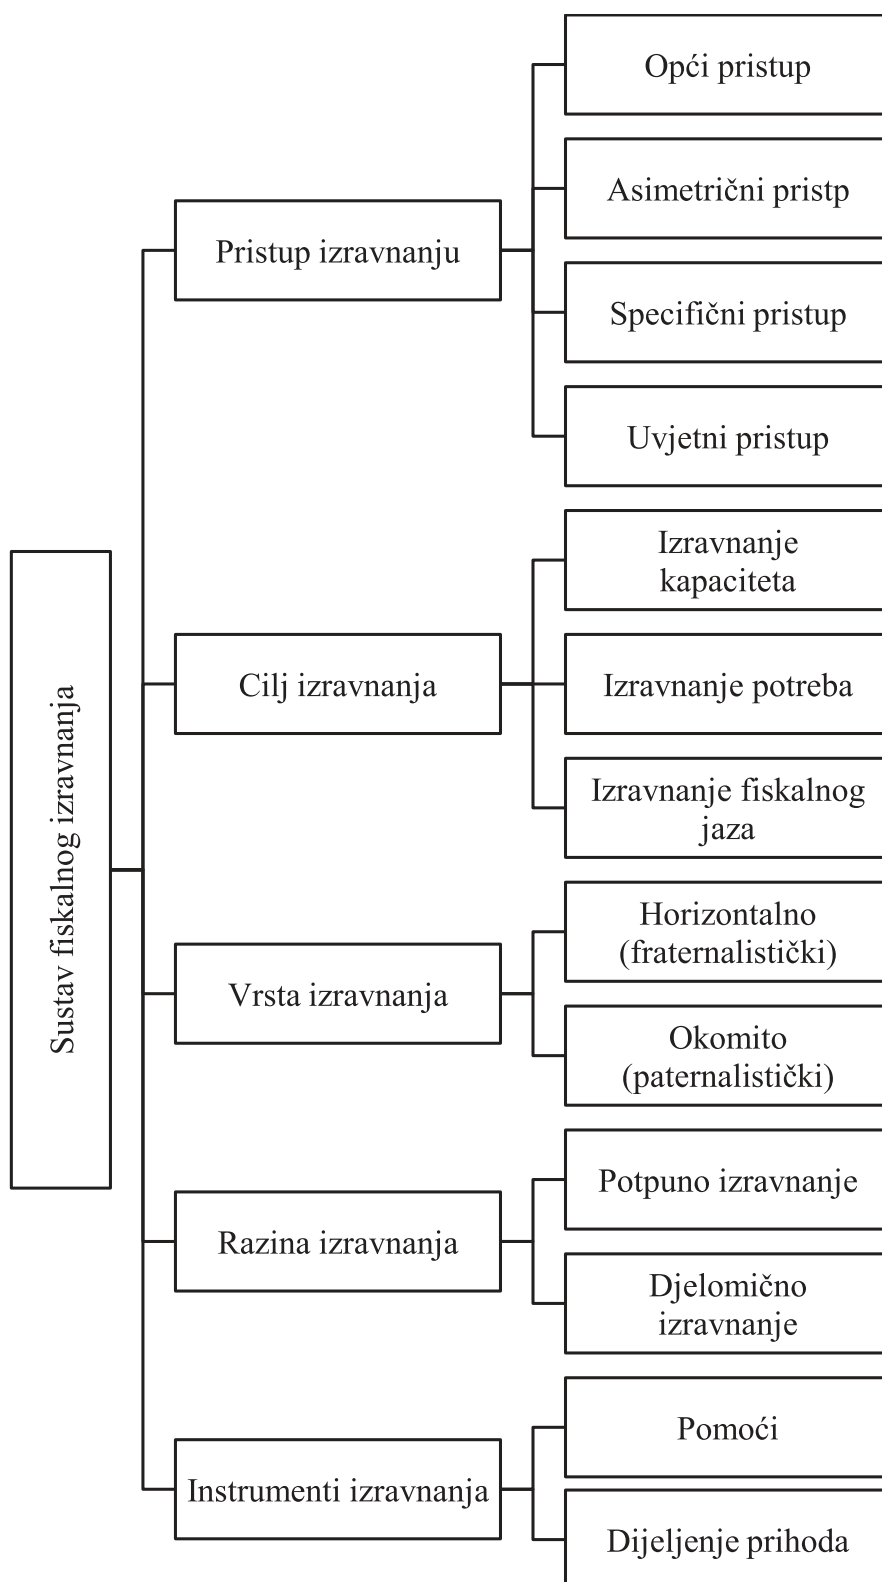 Sustav fiskalnog izravnanja
Pristup izravnanju
Opći pristup
Asimetrični pristp
Specifični pristup
Uvjetni pristup
Cilj izravnanja
Izravnanje
kapaciteta
Izravnanje potreba
Izravnanje fiskalnog
jaza
Vrsta izravnanja
Horizontalno
(fraternalistički)
Okomito
(paternalistički)
Razina izravnanja
Potpuno izravnanje
Djelomično
izravnanje
Instrumenti izravnanja
Pomoći
Dijeljenje prihoda